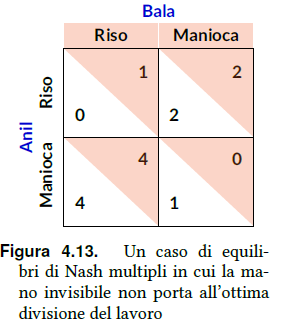 Bala
Riso Manioca
Anil
Riso
1 2
0 2
Manioca
4 0
4 1
Figura 4.13. Un caso di equili-
bri di Nash multipli in cui la ma-
no invisibile non porta all'ottima
divisione del lavoro